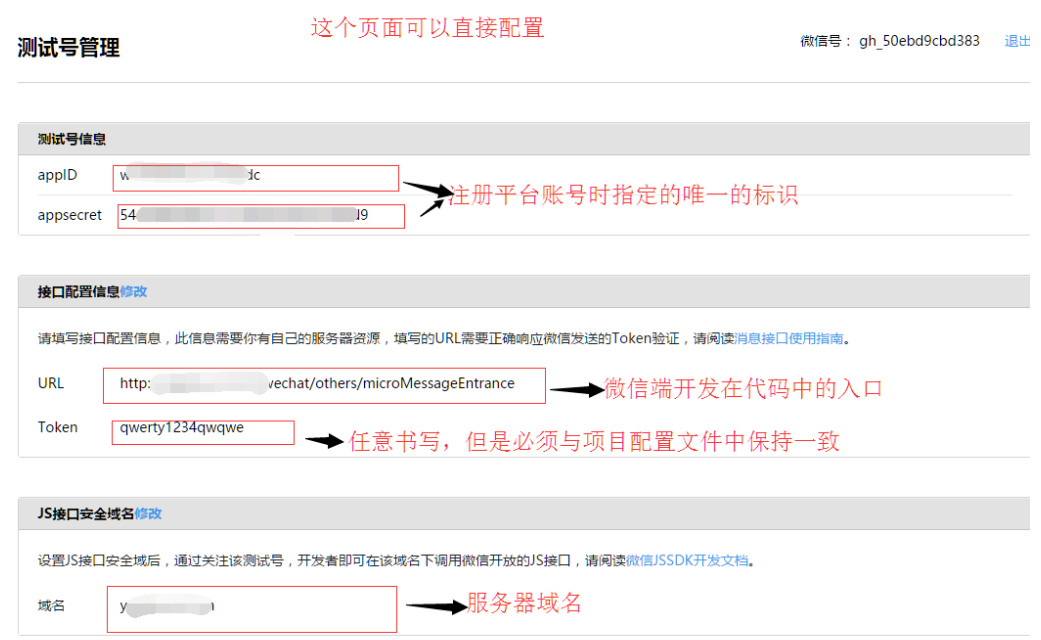 这个页面可以直接配置
测试号管理
微信号： gh_50ebd9cbd383 退出
测试号信息
appID w dc
注册平台账号时指定的唯一的标识
appsecret 54 J9
接口配置信息修改
请填写接口配置信息，此信息需要你有自己的服务器资源，填写的URL需要正确响应微信发送的Token验证，请阅读消息接口使用指南。
URL http: wechat/others/microMessageEntrance
微信端开发在代码中的入口
Token qwerty1234qwqwe
任意书写，但是必须与项目配置文件中保持一致
JS接口安全域名修改
设置JS接口安全域后，通过关注该测试号，开发者即可在该域名下调用微信开放的JS接口，请阅读微信JSSDK开发文档。
域名 y
服务器域名